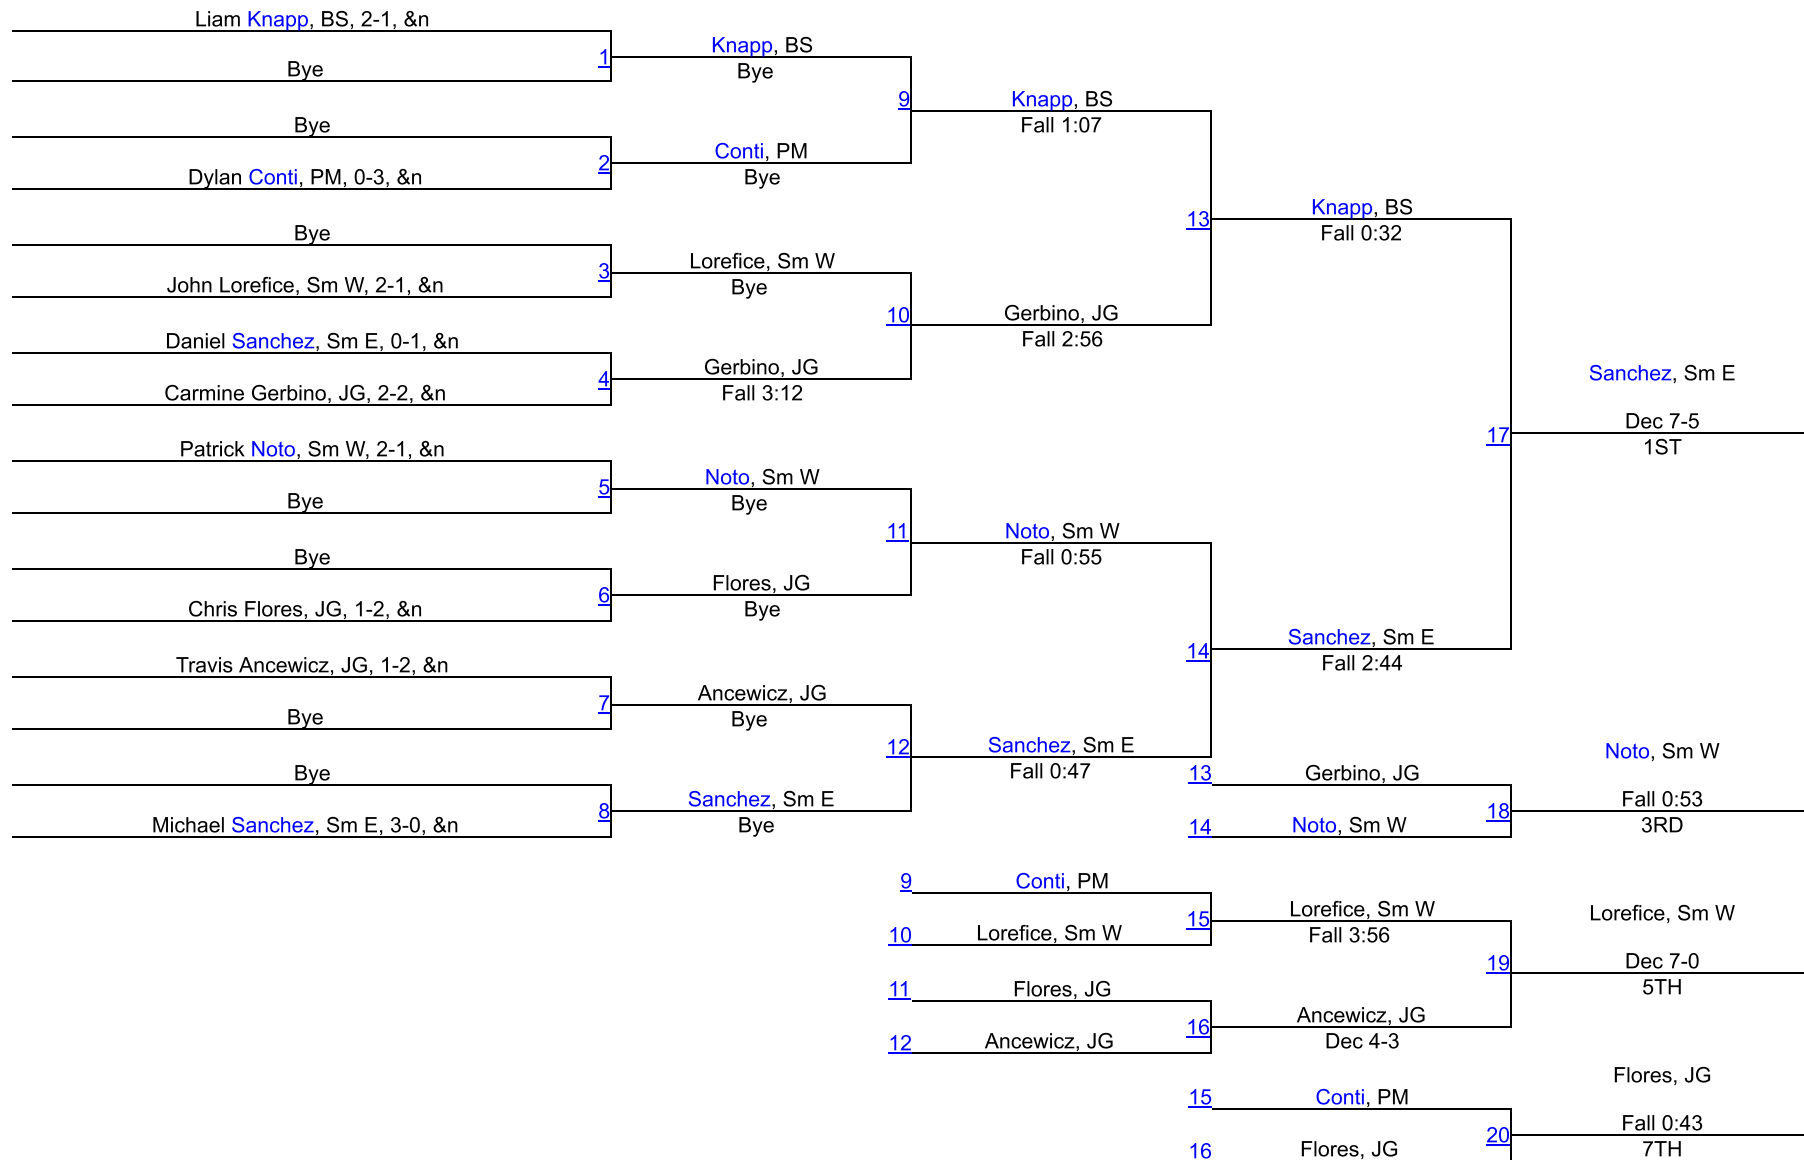 Liam Knapp, BS, 2-1, &n
1
Bye
Knapp, BS
Bye
9
Bye
2
Dylan Conti, PM, 0-3, &n
Conti, PM
Bye
Knapp, BS
Fall 1:07
13
Bye
3
John Lorefice, Sm W, 2-1, &n
Lorefice, Sm W
Bye
10
Daniel Sanchez, Sm E, 0-1, &n
4
Carmine Gerbino, JG, 2-2, &n
Gerbino, JG
Fall 3:12
Gerbino, JG
Fall 2:56
Knapp, BS
Fall 0:32
17
Patrick Noto, Sm W, 2-1, &n
5
Bye
Noto, Sm W
Bye
11
Bye
6
Chris Flores, JG, 1-2, &n
Flores, JG
Bye
Noto, Sm W
Fall 0:55
14
Travis Ancewicz, JG, 1-2, &n
7
Bye
Ancewicz, JG
Bye
12
Bye
8
Michael Sanchez, Sm E, 3-0, &n
Sanchez, Sm E
Bye
Sanchez, Sm E
Fall 0:47
Sanchez, Sm E
Fall 2:44
Sanchez, Sm E
Dec 7-5
1ST
13
Gerbino, JG
14
Noto, Sm W
18
Noto, Sm W
Fall 0:53
3RD
9
Conti, PM
10
Lorefice, Sm W
15
Lorefice, Sm W
Fall 3:56
11
Flores, JG
12
Ancewicz, JG
16
Ancewicz, JG
Dec 4-3
19
Lorefice, Sm W
Dec 7-0
5TH
15
Conti, PM
16
Flores, JG
20
Flores, JG
Fall 0:43
7TH